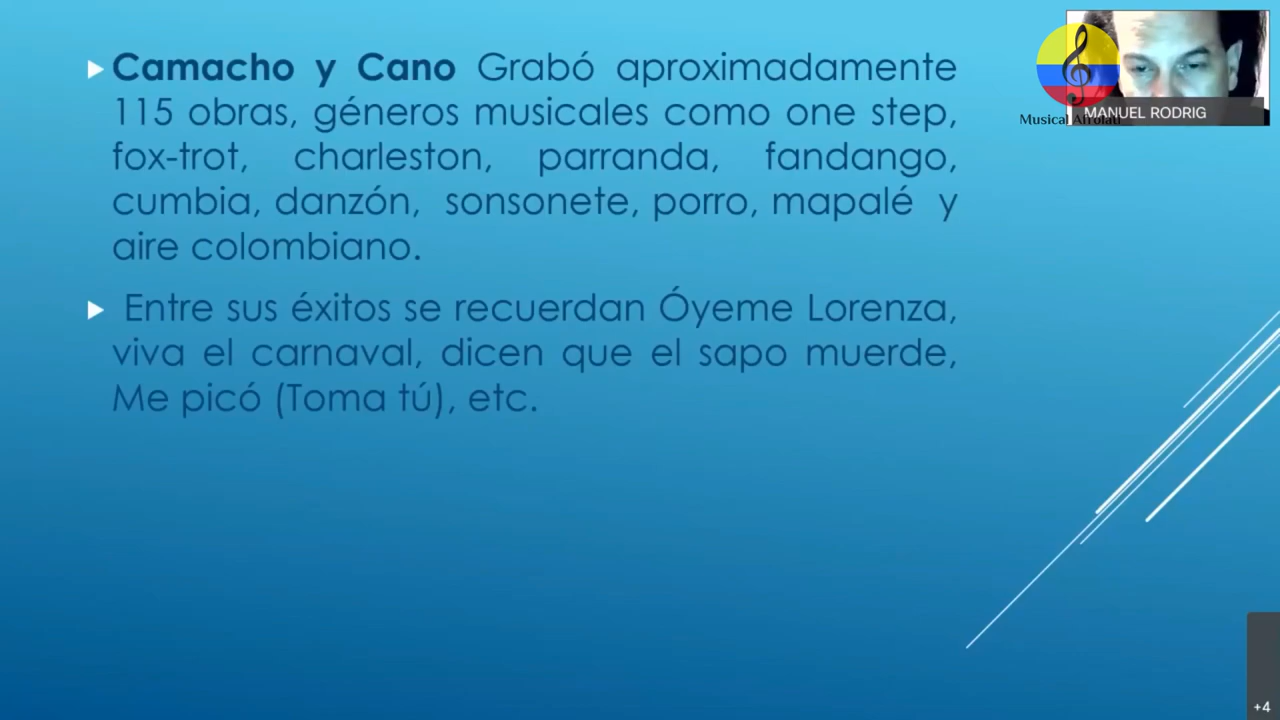 Camacho y Cano Grabó aproximadamente
115 obras, géneros musicales como one step,
fox-trot, charleston, parranda, fandango,
cumbia, danzón, sonsonete, porro, mapalé y
aire colombiano.
Entre sus éxitos se recuerdan Óyeme Lorenza,
viva el carnaval, dicen que el sapo muerde,
Me picó (Toma tú), etc.
Musical Afrolati
MANUEL RODRIG
+4